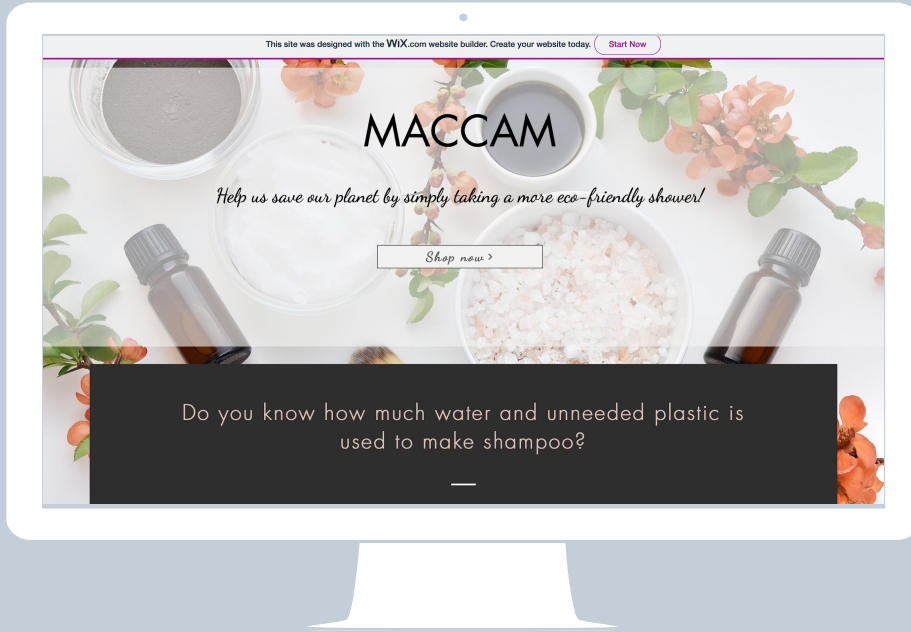 This site was designed with the WiX.com website builder. Create your website today. Start Now
MACCAM
Help us save our planet by simply taking a more eco-friendly shower!
Shop now >
Do you know how much water and unneeded plastic is
used to make shampoo?